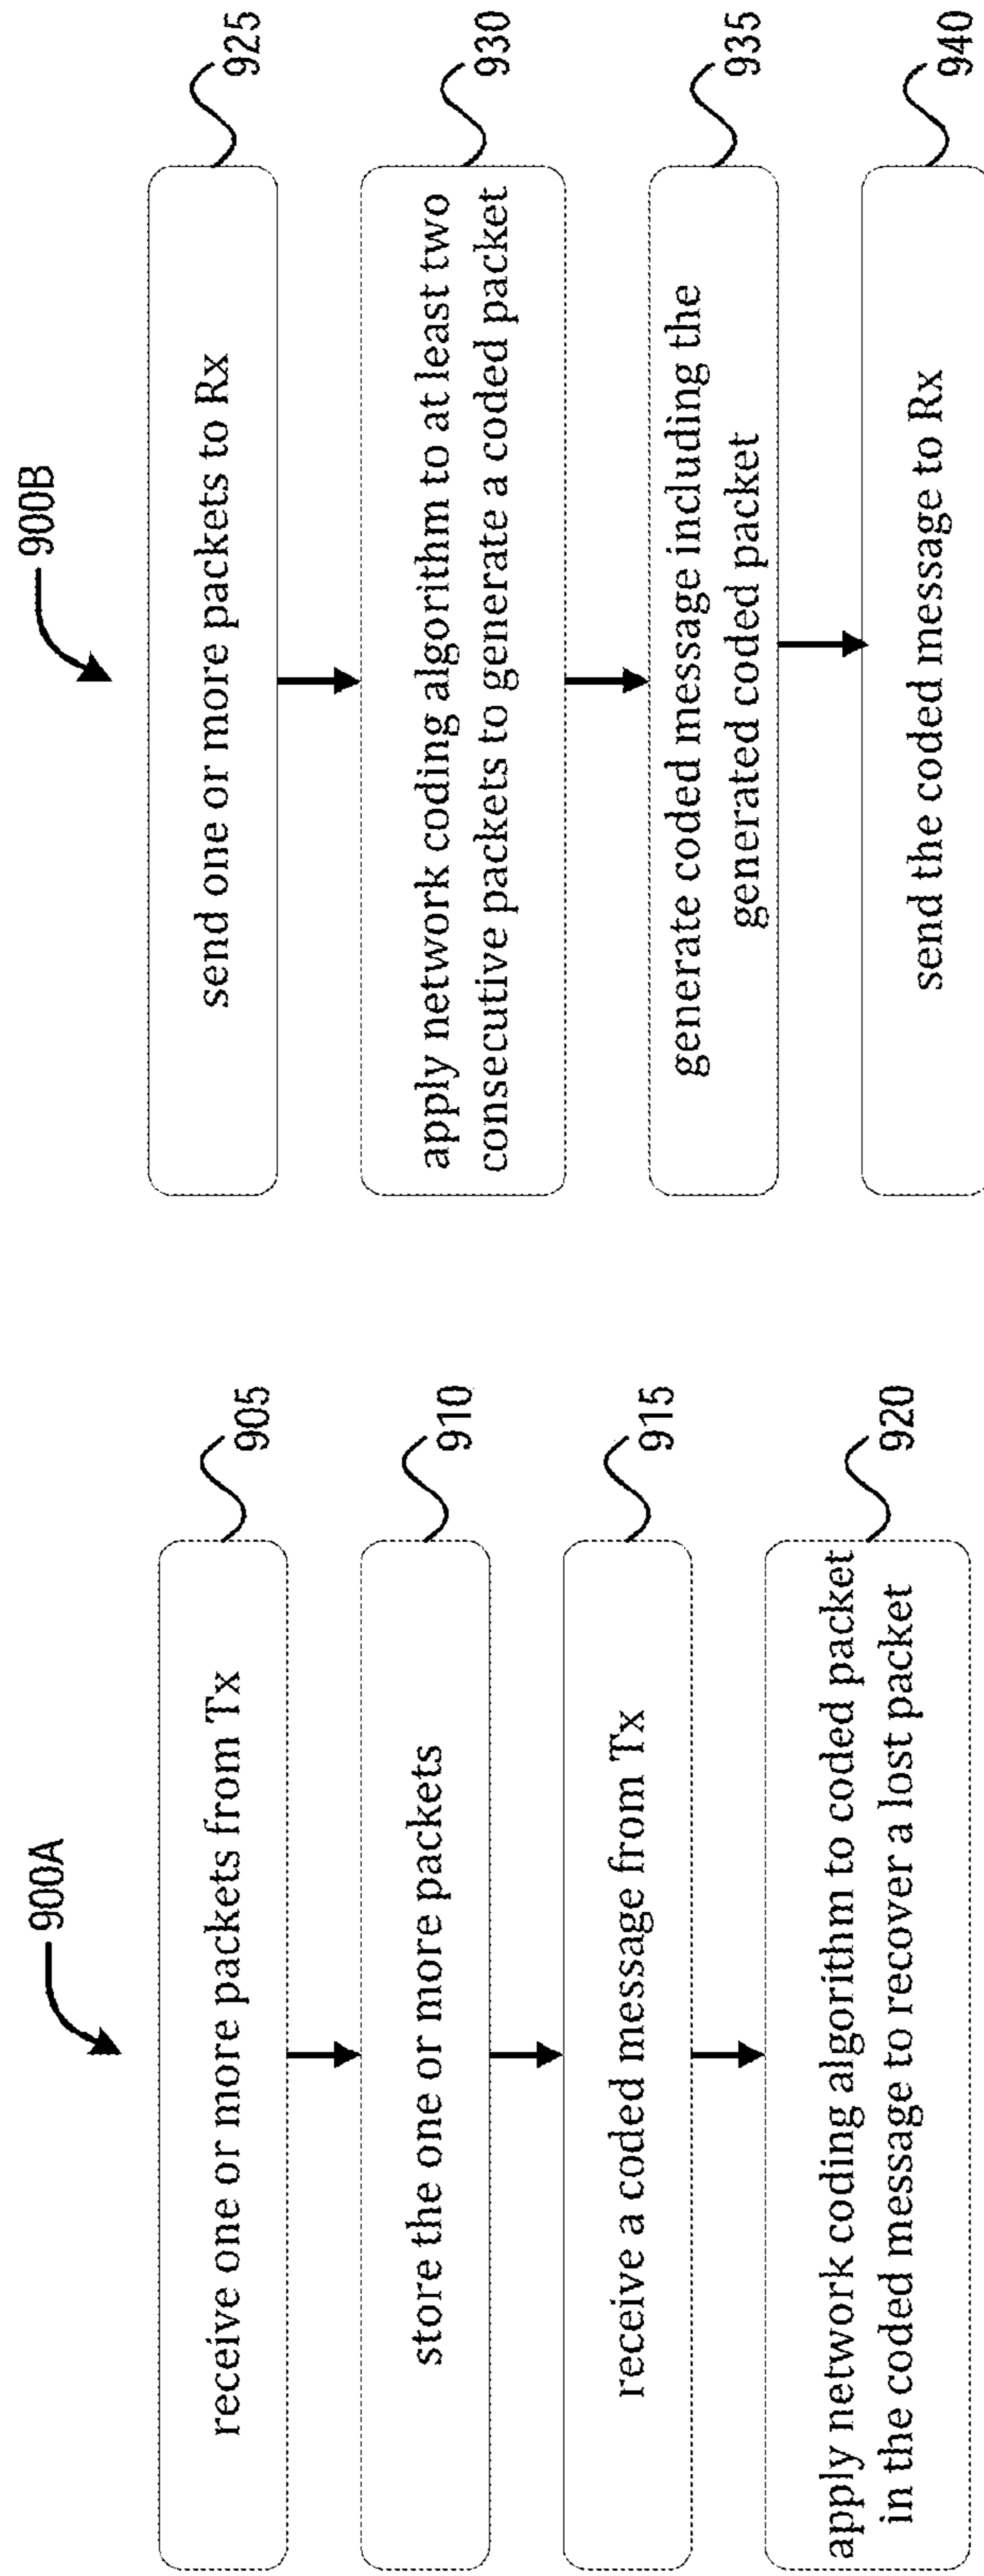 900A
receive one or more packets from Tx
905
store the one or more packets
910
receive a coded message from Tx
915
apply network coding algorithm to coded packet
in the coded message to recover a lost packet
920
900B
send one or more packets to Rx
925
apply network coding algorithm to at least two
consecutive packets to generate a coded packet
930
generate coded message including the
generated coded packet
935
send the coded message to Rx
940